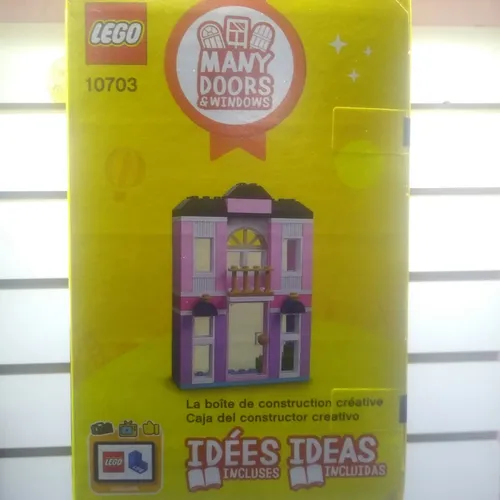 LEGO
10703
MANY
DOORS
& WINDOWS
La boîte de construction créative
Caja del constructor creativo
LEGO
IDÉES
INCLUSES
IDEAS
INCLUIDAS